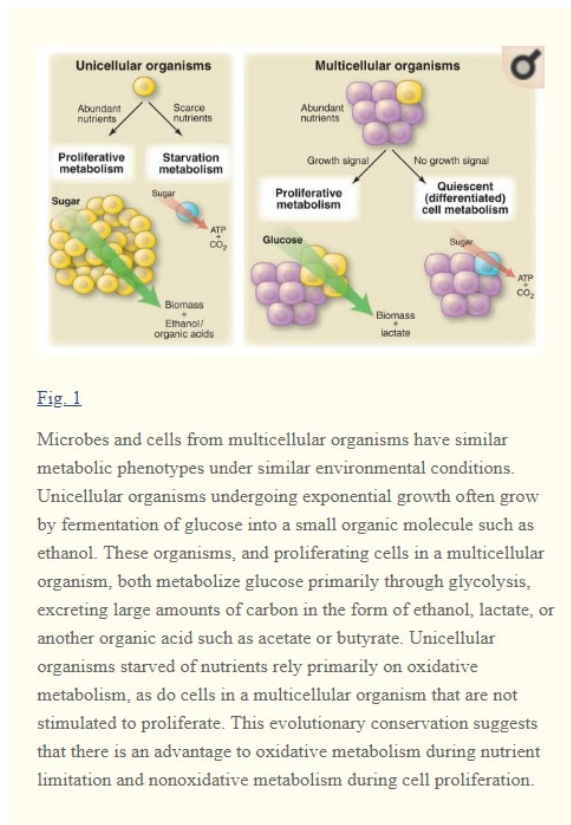 Unicellular organisms
Abundant
nutrients
Scarce
nutrients
Proliferative
metabolism
Starvation
metabolism
Sugar
Sugar
ATP
+
CO2
Biomass
+
Ethanol/
organic acids
Multicellular organisms
Abundant
nutrients
Growth signal
No growth signal
Proliferative
metabolism
Quiescent
(differentiated)
cell metabolism
Glucose
Sugar
ATP
+
CO2
Biomass
+
lactate
Fig. 1
Microbes and cells from multicellular organisms have similar
metabolic phenotypes under similar environmental conditions.
Unicellular organisms undergoing exponential growth often grow
by fermentation of glucose into a small organic molecule such as
ethanol. These organisms, and proliferating cells in a multicellular
organism, both metabolize glucose primarily through glycolysis,
excreting large amounts of carbon in the form of ethanol, lactate, or
another organic acid such as acetate or butyrate. Unicellular
organisms starved of nutrients rely primarily on oxidative
metabolism, as do cells in a multicellular organism that are not
stimulated to proliferate. This evolutionary conservation suggests
that there is an advantage to oxidative metabolism during nutrient
limitation and nonoxidative metabolism during cell proliferation.